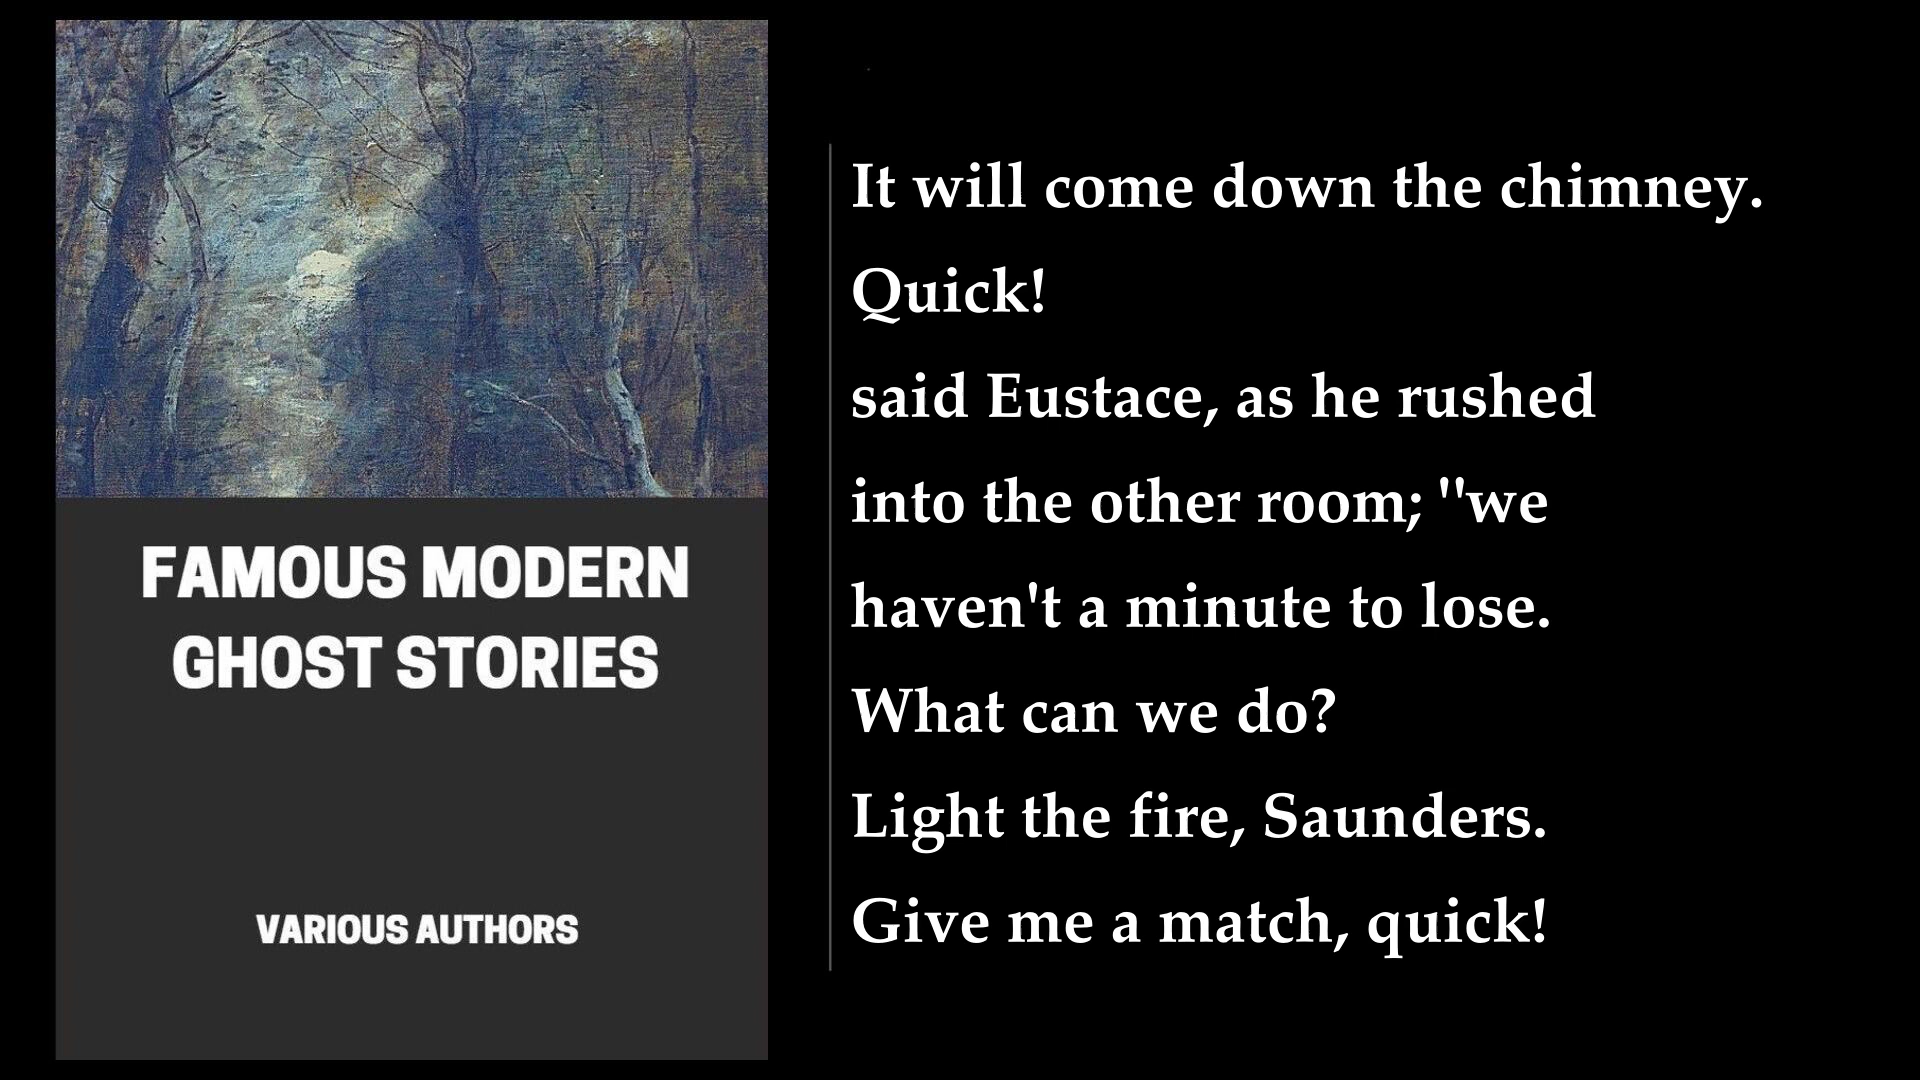 FAMOUS MODERN
GHOST STORIES
VARIOUS AUTHORS
It will come down the chimney.
Quick!
said Eustace, as he rushed
into the other room; "we
haven't a minute to lose.
What can we do?
Light the fire, Saunders.
Give me a match, quick!